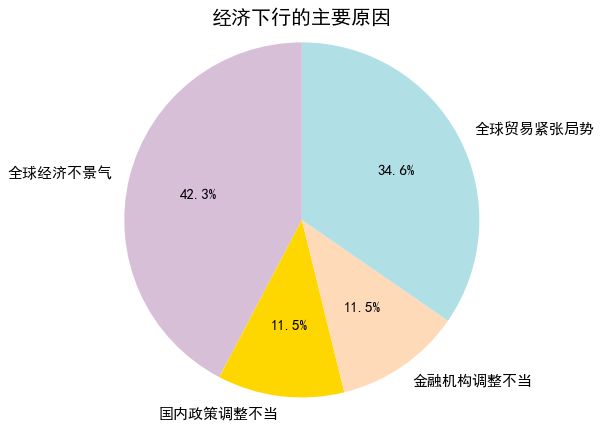 经济下行的主要原因
全球贸易紧张局势
34.6%
全球经济不景气
42.3%
11.5%
11.5%
金融机构调整不当
国内政策调整不当